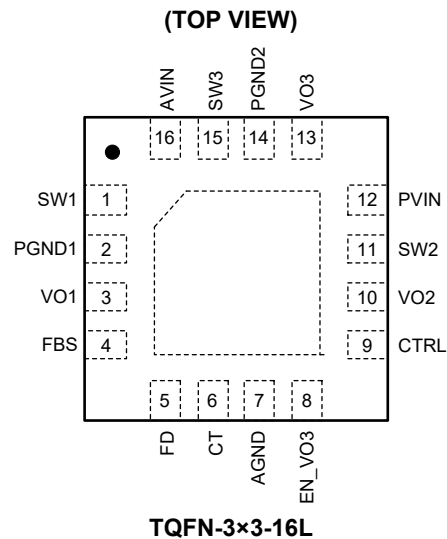 (TOP VIEW)
AVIN
SW3
PGND2
VO3
16
15
14
13
SW1 1
12 PVIN
PGND1 2
11 SW2
VO1 3
10 VO2
FBS 4
9 CTRL
5
6
7
8
FD
CT
AGND
EN_VO3
TQFN-3×3-16L